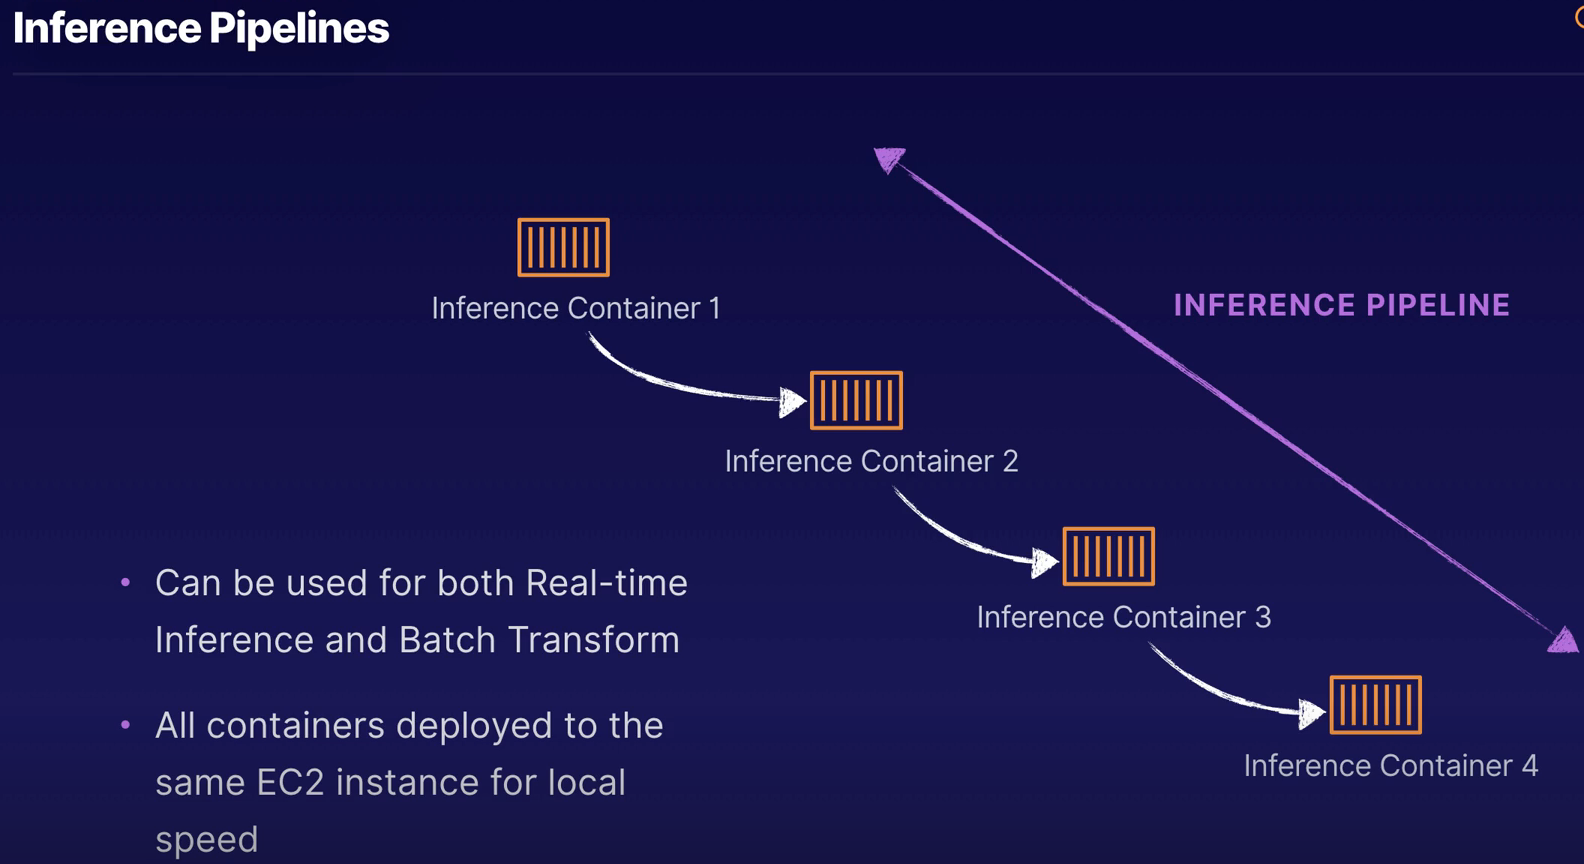 Inference Pipelines
Inference Container 1
INFERENCE PIPELINE
Inference Container 2
Inference Container 3
Inference Container 4
• Can be used for both Real-time
Inference and Batch Transform
• All containers deployed to the
same EC2 instance for local
speed